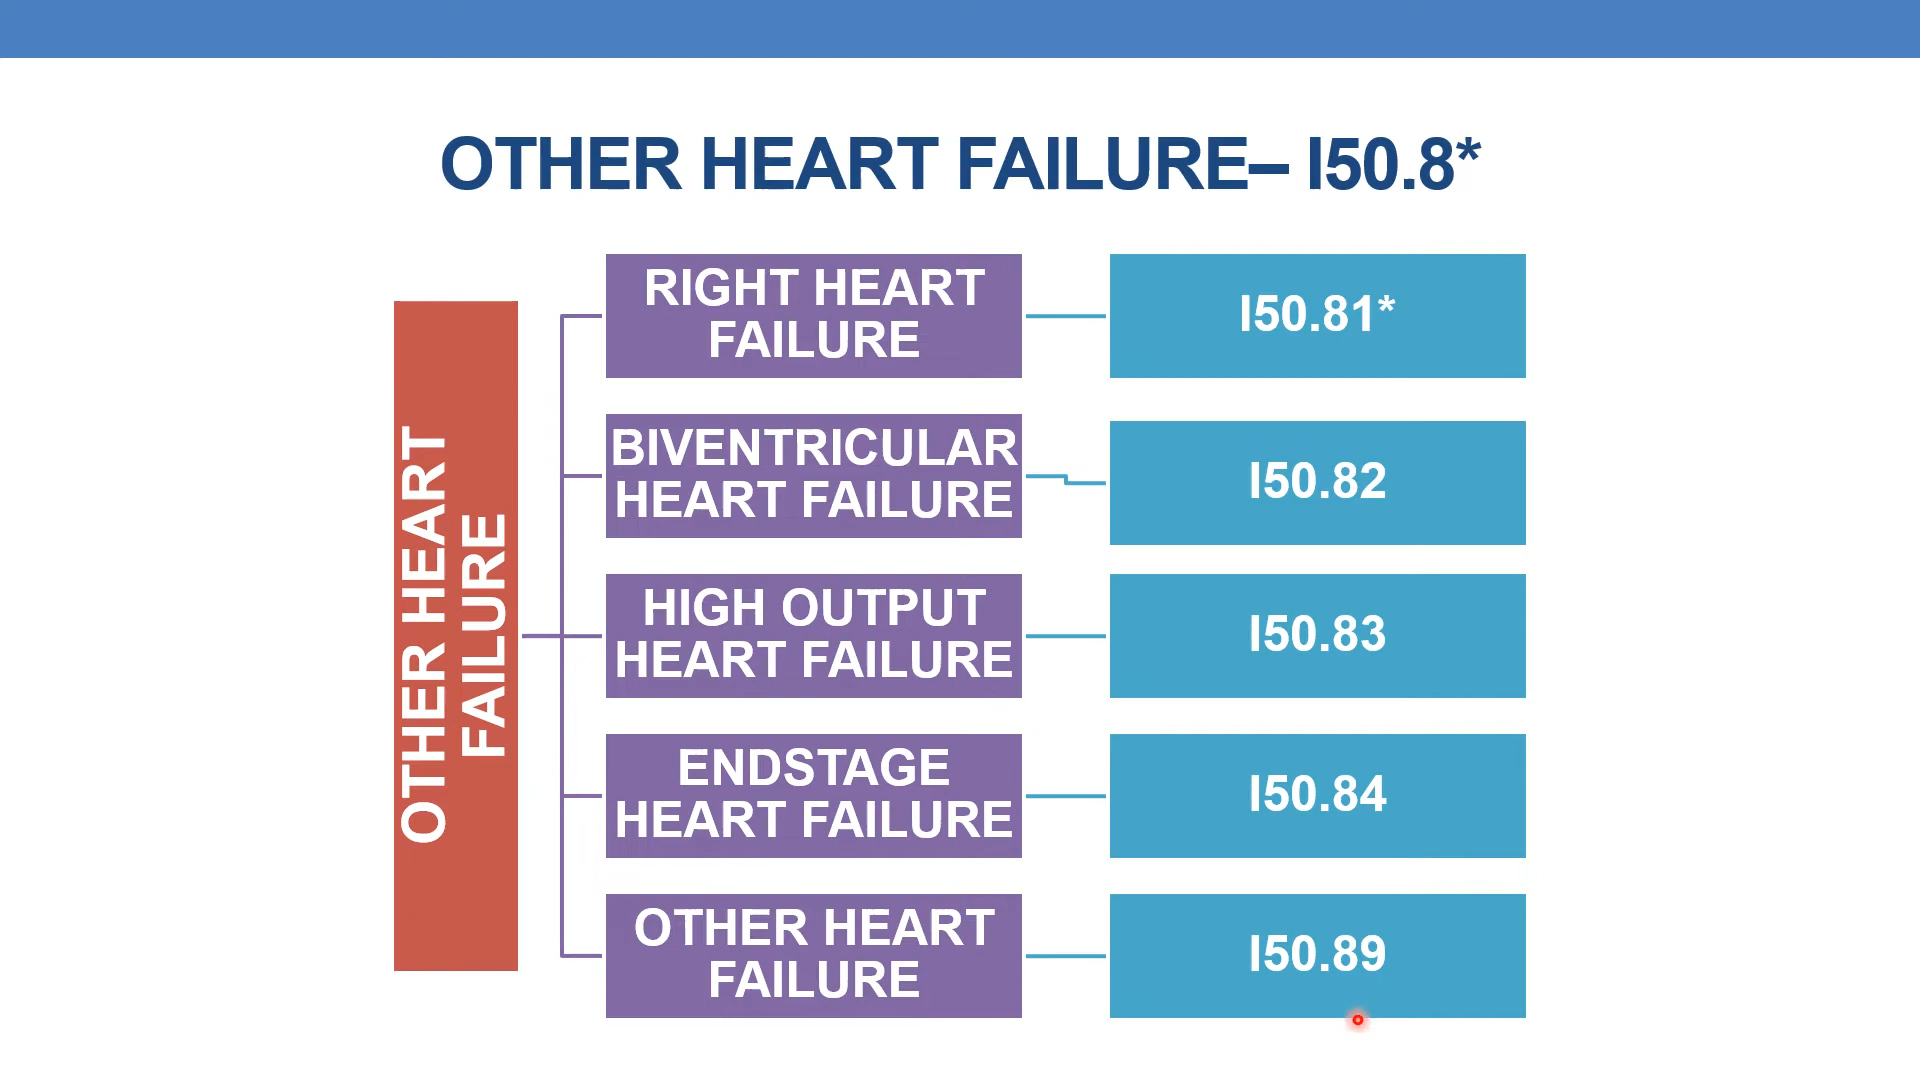 OTHER HEART FAILURE– I50.8*
OTHER HEART
FAILURE
RIGHT HEART
FAILURE
I50.81*
BIVENTRICULAR
HEART FAILURE
I50.82
HIGH OUTPUT
HEART FAILURE
I50.83
ENDSTAGE
HEART FAILURE
I50.84
OTHER HEART
FAILURE
I50.89